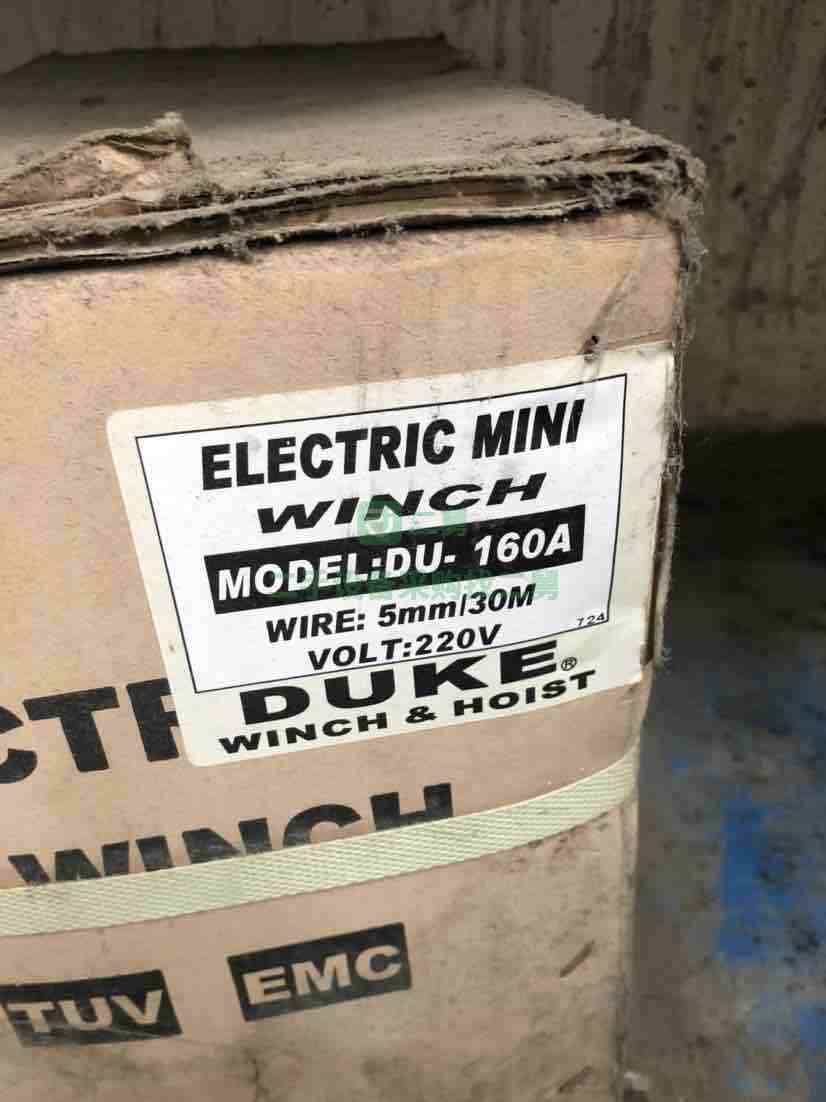 ELECTRIC MINI
WINCH
MODEL:DU- 160A
WIRE: 5mm/30M
VOLT:220V
724
DUKE®
WINCH & HOIST
CTR
WINCH
TUV
EMC